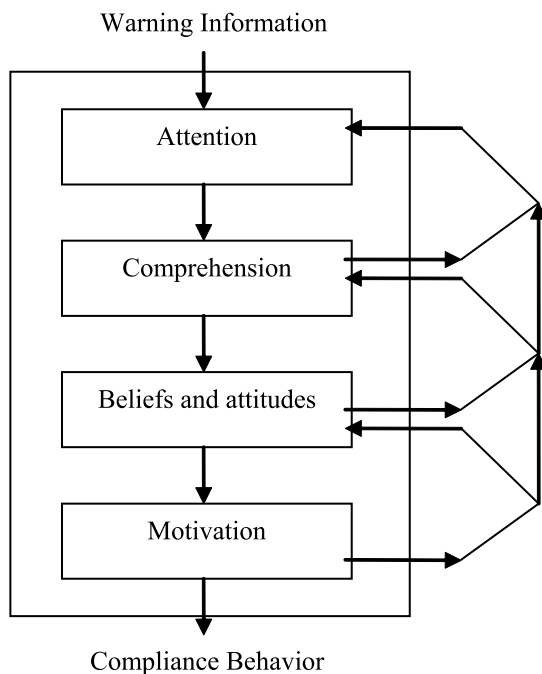 Warning Information
Attention
Comprehension
Beliefs and attitudes
Motivation
Compliance Behavior